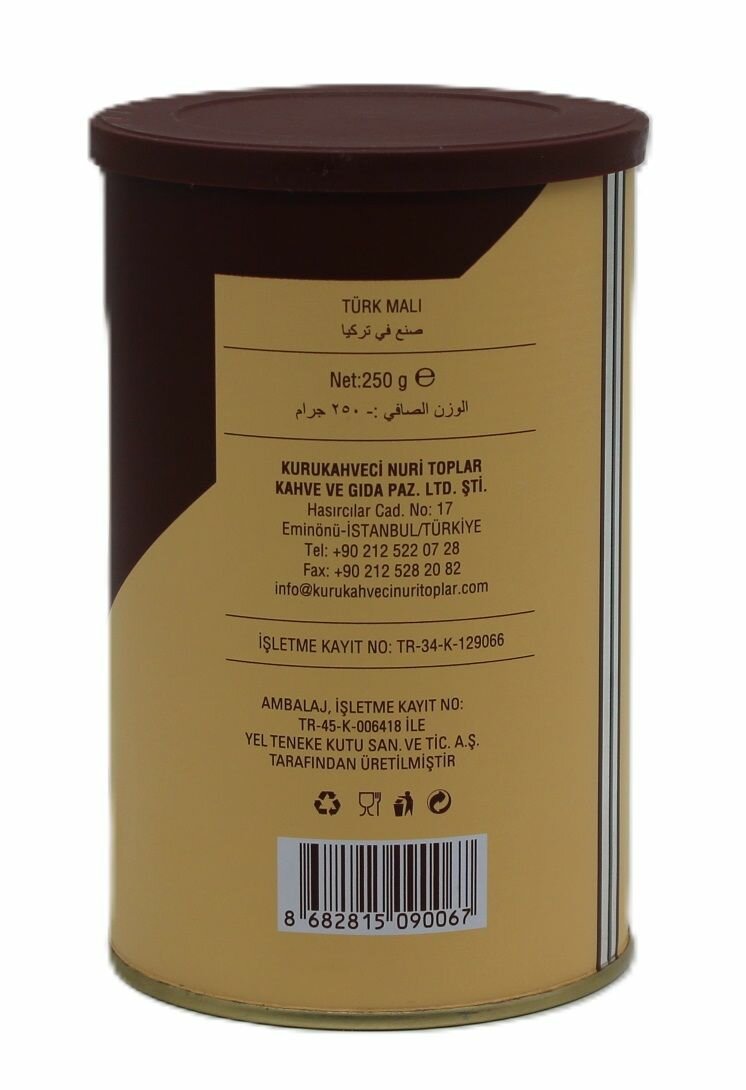 TÜRK MALI
صنع في تركيا
Net:250 g ℮
الوزن الصافي :- ٢٥٠ جرام
KURUKAHVECİ NURİ TOPLAR
KAHVE VE GIDA PAZ. LTD. ŞTİ.
Hasırcılar Cad. No: 17
Eminönü-İSTANBUL/TÜRKİYE
Tel: +90 212 522 07 28
Fax: +90 212 528 20 82
info@kurukahvecinuritoplar.com
İŞLETME KAYIT NO: TR-34-K-129066
AMBALAJ, İŞLETME KAYIT NO:
TR-45-K-006418 İLE
YEL TENEKE KUTU SAN. VE TİC. A.Ş.
TARAFINDAN ÜRETİLMİŞTİR
8 682815 090067